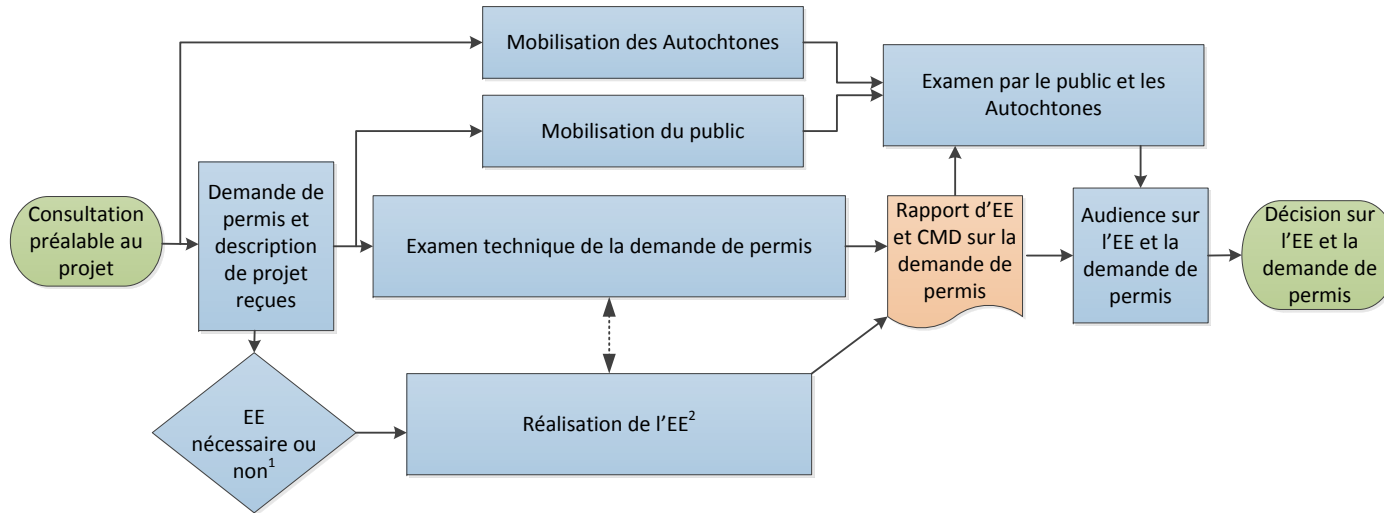 Mobilisation des Autochtones
Examen par le public et les
Autochtones
Mobilisation du public
Consultation
préalable au
projet
Demande de
permis et
description
de projet
reçues
Examen technique de la demande de permis
Rapport d’EE
et CMD sur la
demande de
permis
Audience sur
l’EE et la
demande de
permis
Décision sur
l’EE et la
demande de
permis
EE
nécessaire ou
non¹
Réalisation de l’EE²